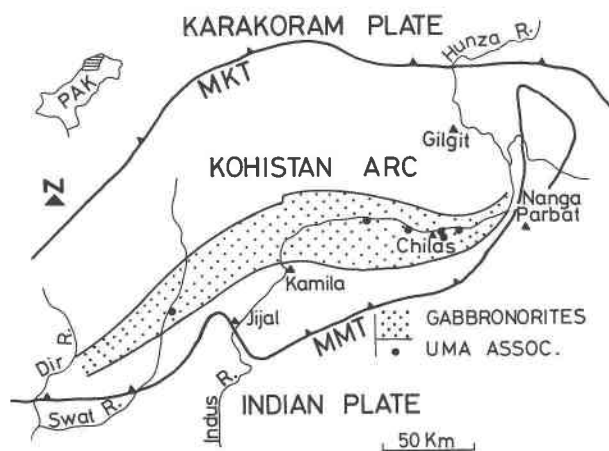 KARAKORAM PLATE
Hunza R.
PAK
MKT
Gilgit
KOHISTAN ARC
N
Nanga
Parbat
Chilas
Kamila
Dir R.
Jijal
MMT
GABBRONORITES
UMA ASSOC.
Swat R.
Indus R.
INDIAN PLATE
50 Km